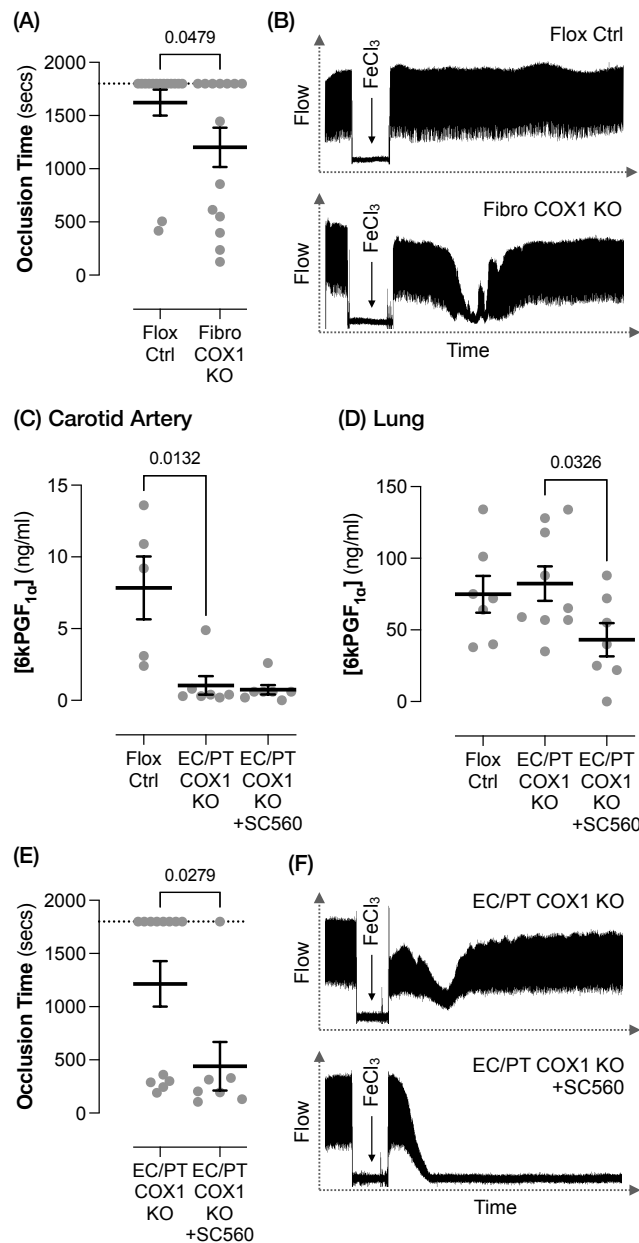 (A)
0.0479
2000
1500
1000
500
0
Occlusion Time (secs)
Flox
Ctrl
Fibro
COX1
KO
(B)
Flox Ctrl
Flow
FeCl₃
Fibro COX1 KO
Flow
FeCl₃
Time
(C) Carotid Artery
0.0132
15
10
5
0
[6kPGF₁α] (ng/ml)
Flox
Ctrl
EC/PT
COX1
KO
EC/PT
COX1
KO
+SC560
(D) Lung
0.0326
150
100
50
0
[6kPGF₁α] (ng/ml)
Flox
Ctrl
EC/PT
COX1
KO
EC/PT
COX1
KO
+SC560
(E)
0.0279
2000
1500
1000
500
0
Occlusion Time (secs)
EC/PT
COX1
KO
EC/PT
COX1
KO
+SC560
(F)
EC/PT COX1 KO
Flow
FeCl₃
EC/PT COX1 KO
+SC560
Flow
FeCl₃
Time